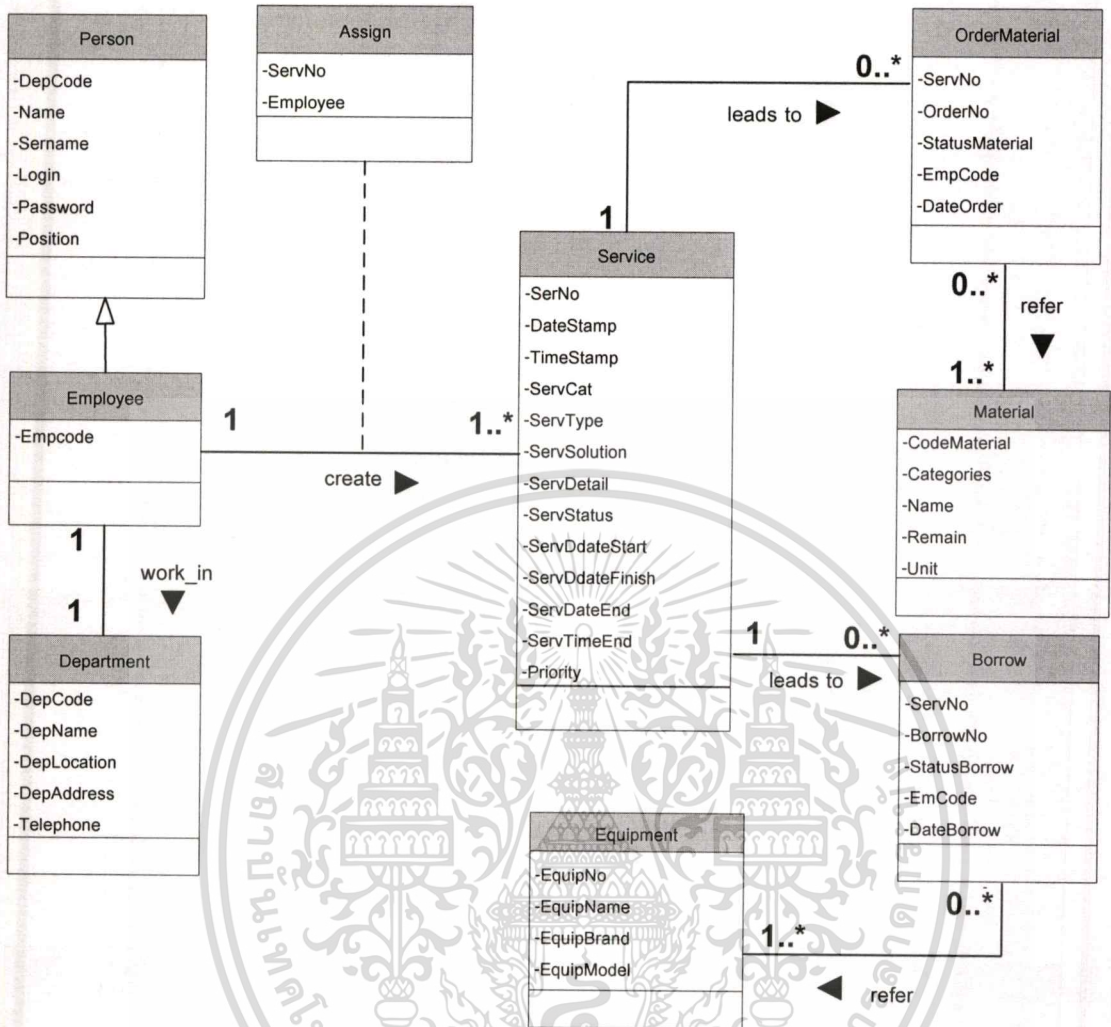 Person
-DepCode
-Name
-Sername
-Login
-Password
-Position
Assign
-ServNo
-Employee
OrderMaterial
-ServNo
-OrderNo
-StatusMaterial
-EmpCode
-DateOrder
0..*
leads to ▶
1
Service
-SerNo
-DateStamp
-TimeStamp
-ServCat
-ServType
-ServSolution
-ServDetail
-ServStatus
-ServDdateStart
-ServDdateFinish
-ServDateEnd
-ServTimeEnd
-Priority
0..*
refer
▼
1..*
Employee
-Empcode
1
1..*
create ▶
Material
-CodeMaterial
-Categories
-Name
-Remain
-Unit
1
work_in
▼
1
Department
-DepCode
-DepName
-DepLocation
-DepAddress
-Telephone
1
0..*
leads to ▶
Borrow
-ServNo
-BorrowNo
-StatusBorrow
-EmCode
-DateBorrow
Equipment
-EquipNo
-EquipName
-EquipBrand
-EquipModel
0..*
1..*
◀ refer